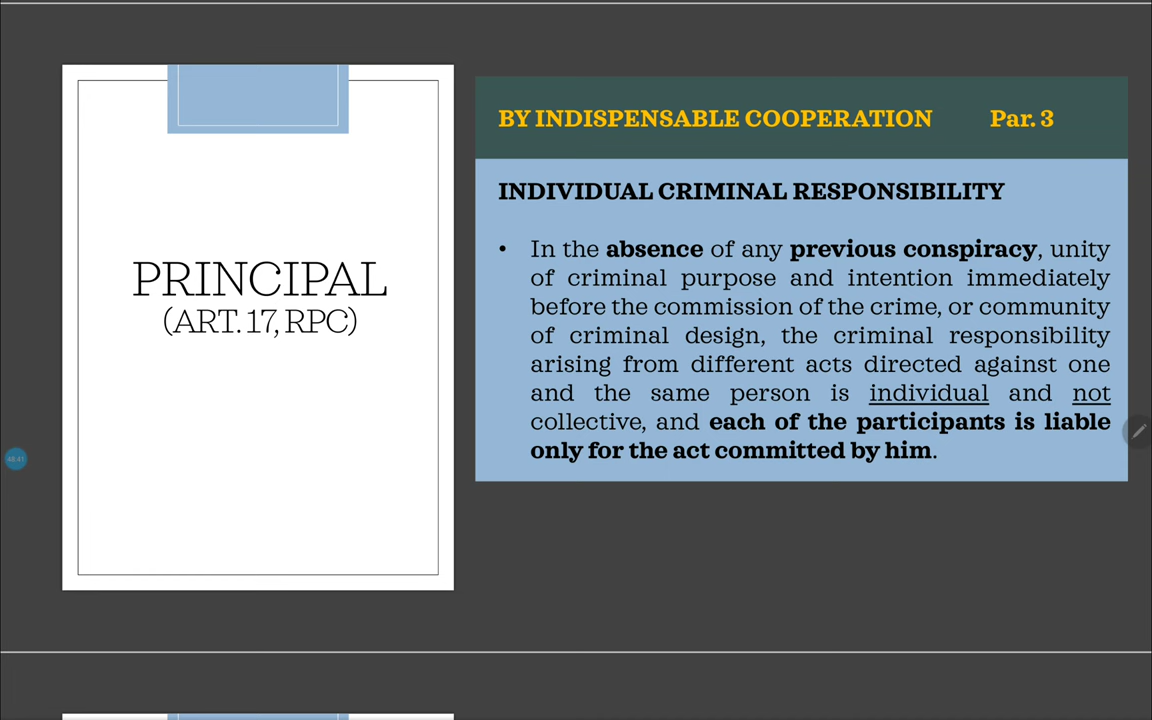 PRINCIPAL
(ART. 17, RPC)
BY INDISPENSABLE COOPERATION Par. 3
INDIVIDUAL CRIMINAL RESPONSIBILITY
• In the absence of any previous conspiracy, unity
of criminal purpose and intention immediately
before the commission of the crime, or community
of criminal design, the criminal responsibility
arising from different acts directed against one
and the same person is individual and not
collective, and each of the participants is liable
only for the act committed by him.
48:41